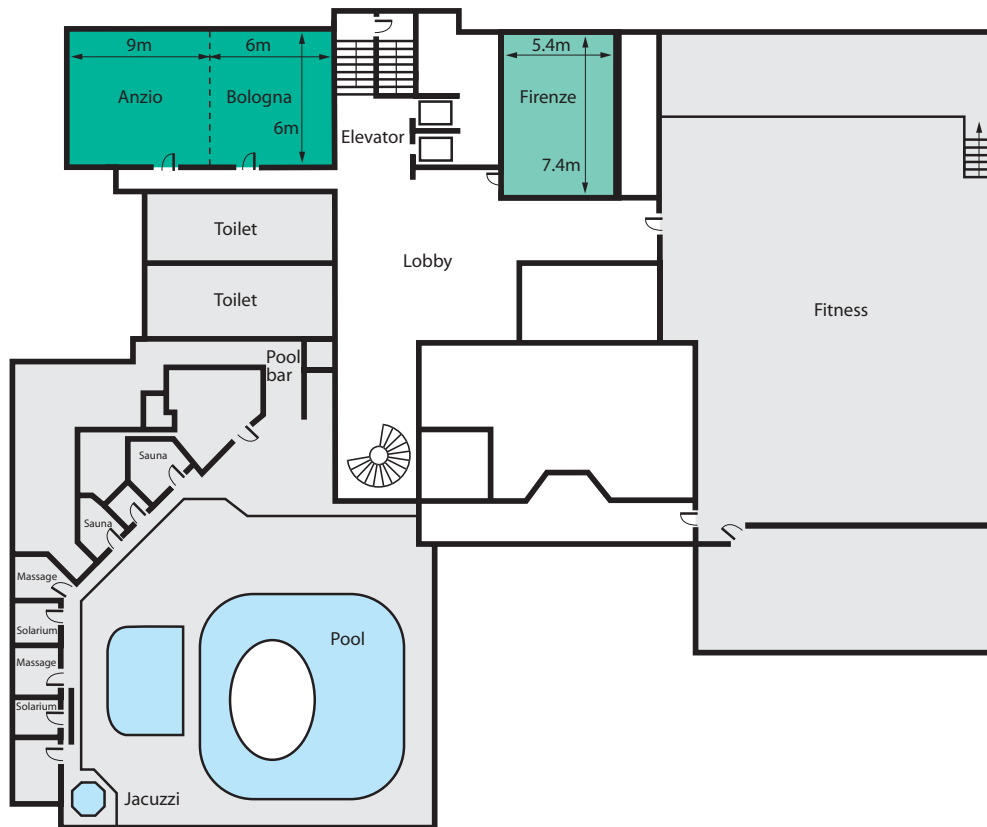 9m
6m
5.4m
Anzio
Bologna
Firenze
6m
Elevator
7.4m
Toilet
Lobby
Toilet
Fitness
Pool
bar
Sauna
Sauna
Massage
Solarium
Pool
Massage
Solarium
Jacuzzi